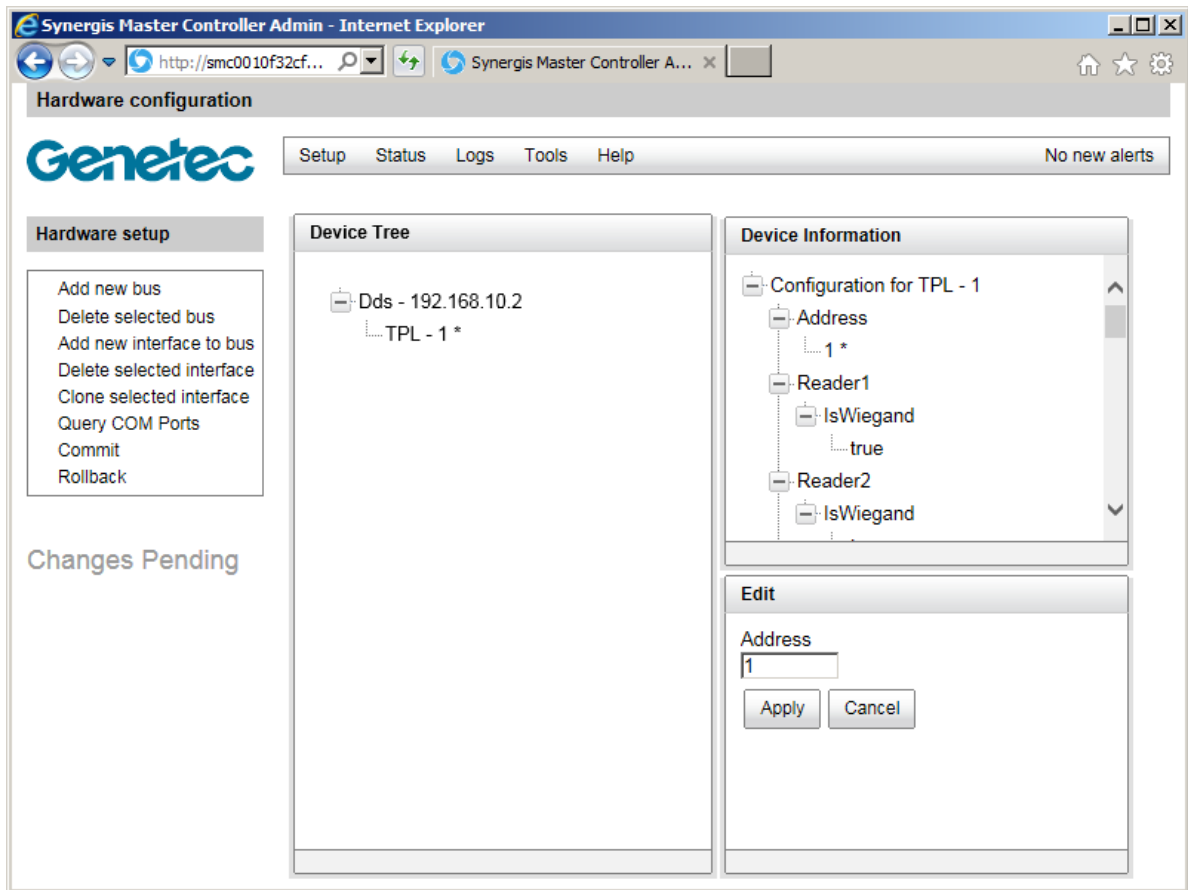 Synergis Master Controller Admin - Internet Explorer
http://smc0010f32cf...
Synergis Master Controller A...
Hardware configuration
Genetec
Setup Status Logs Tools Help No new alerts
Hardware setup
Add new bus
Delete selected bus
Add new interface to bus
Delete selected interface
Clone selected interface
Query COM Ports
Commit
Rollback
Changes Pending
Device Tree
Dds - 192.168.10.2
TPL - 1 *
Device Information
Configuration for TPL - 1
Address
1 *
Reader1
IsWiegand
true
Reader2
IsWiegand
Edit
Address
1
Apply Cancel